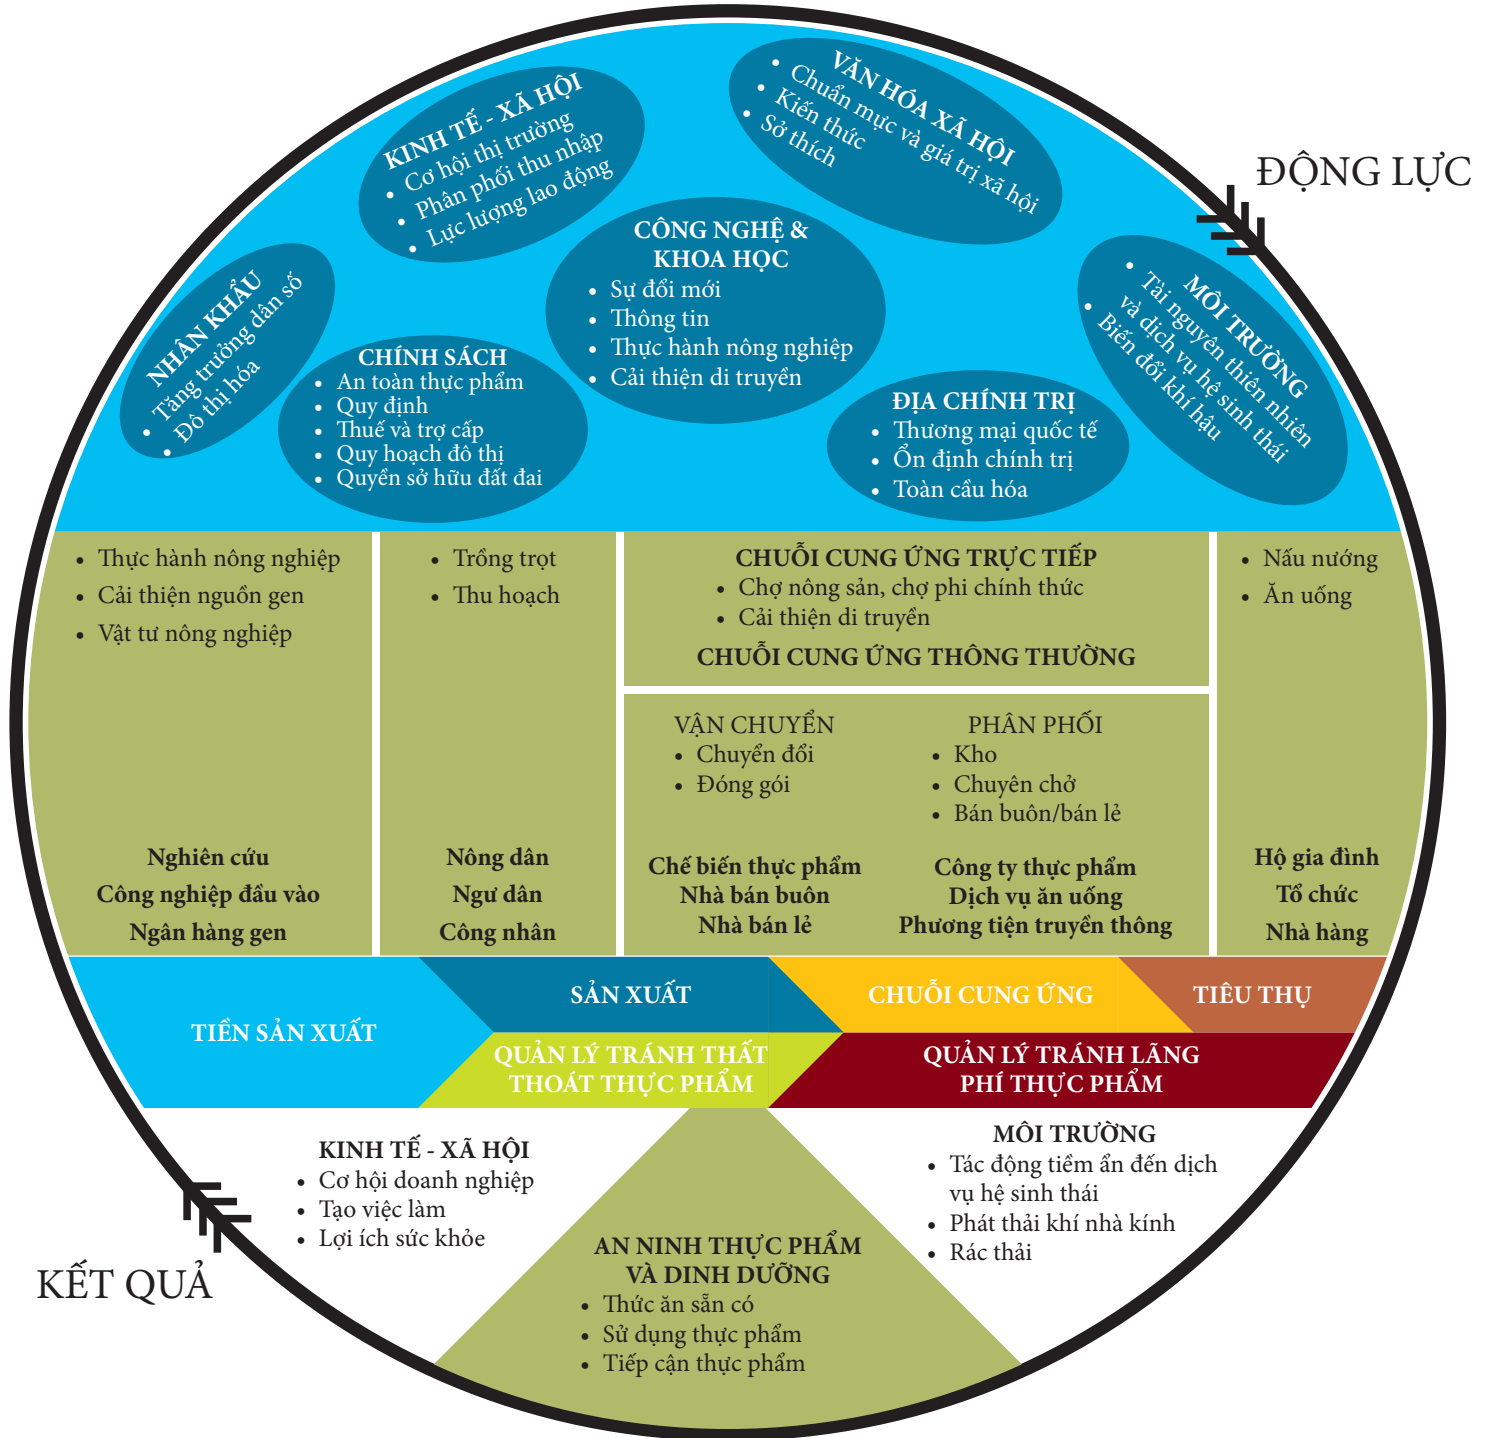 VĂN HÓA XÃ HỘI
• Chuẩn mực và giá trị xã hội
• Kiến thức
• Sở thích
KINH TẾ - XÃ HỘI
• Cơ hội thị trường
• Phân phối thu nhập
• Lực lượng lao động
ĐỘNG LỰC
CÔNG NGHỆ &
KHOA HỌC
• Sự đổi mới
• Thông tin
• Thực hành nông nghiệp
• Cải thiện di truyền
NHÂN KHẨU
• Tăng trưởng dân số
• Đô thị hóa
MÔI TRƯỜNG
• Tài nguyên thiên nhiên
và dịch vụ hệ sinh thái
• Biến đổi khí hậu
CHÍNH SÁCH
• An toàn thực phẩm
• Quy định
• Thuế và trợ cấp
• Quy hoạch đô thị
• Quyền sở hữu đất đai
ĐỊA CHÍNH TRỊ
• Thương mại quốc tế
• Ổn định chính trị
• Toàn cầu hóa
• Thực hành nông nghiệp
• Cải thiện nguồn gen
• Vật tư nông nghiệp
Nghiên cứu
Công nghiệp đầu vào
Ngân hàng gen
• Trồng trọt
• Thu hoạch
Nông dân
Ngư dân
Công nhân
CHUỖI CUNG ỨNG TRỰC TIẾP
• Chợ nông sản, chợ phi chính thức
• Cải thiện di truyền
CHUỖI CUNG ỨNG THÔNG THƯỜNG
VẬN CHUYỂN
• Chuyển đổi
• Đóng gói
Chế biến thực phẩm
Nhà bán buôn
Nhà bán lẻ
PHÂN PHỐI
• Kho
• Chuyên chở
• Bán buôn/bán lẻ
Công ty thực phẩm
Dịch vụ ăn uống
Phương tiện truyền thông
• Nấu nướng
• Ăn uống
Hộ gia đình
Tổ chức
Nhà hàng
TIỀN SẢN XUẤT
SẢN XUẤT
CHUỖI CUNG ỨNG
TIÊU THỤ
QUẢN LÝ TRÁNH THẤT
THOÁT THỰC PHẨM
QUẢN LÝ TRÁNH LÃNG
PHÍ THỰC PHẨM
KINH TẾ - XÃ HỘI
• Cơ hội doanh nghiệp
• Tạo việc làm
• Lợi ích sức khỏe
AN NINH THỰC PHẨM
VÀ DINH DƯỠNG
• Thức ăn sẵn có
• Sử dụng thực phẩm
• Tiếp cận thực phẩm
MÔI TRƯỜNG
• Tác động tiềm ẩn đến dịch
vụ hệ sinh thái
• Phát thải khí nhà kính
• Rác thải
KẾT QUẢ